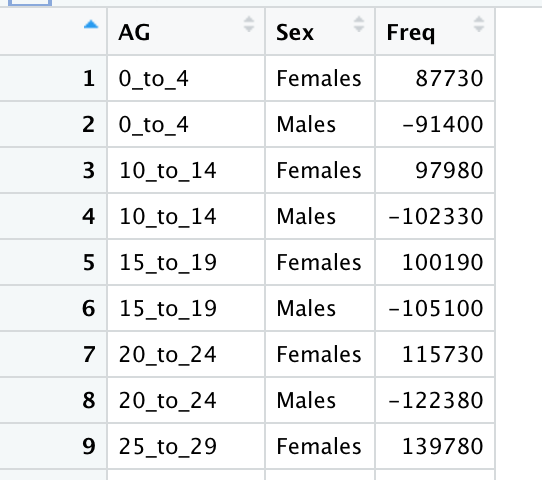 AG Sex Freq
1 0_to_4 Females 87730
2 0_to_4 Males -91400
3 10_to_14 Females 97980
4 10_to_14 Males -102330
5 15_to_19 Females 100190
6 15_to_19 Males -105100
7 20_to_24 Females 115730
8 20_to_24 Males -122380
9 25_to_29 Females 139780